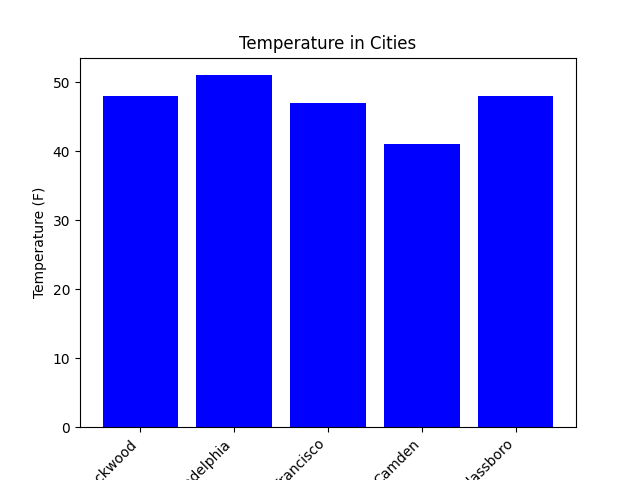 Temperature in Cities
Temperature (F)
50
40
30
20
10
0
ckwood
delphia
rancisco
Camden
lassboro